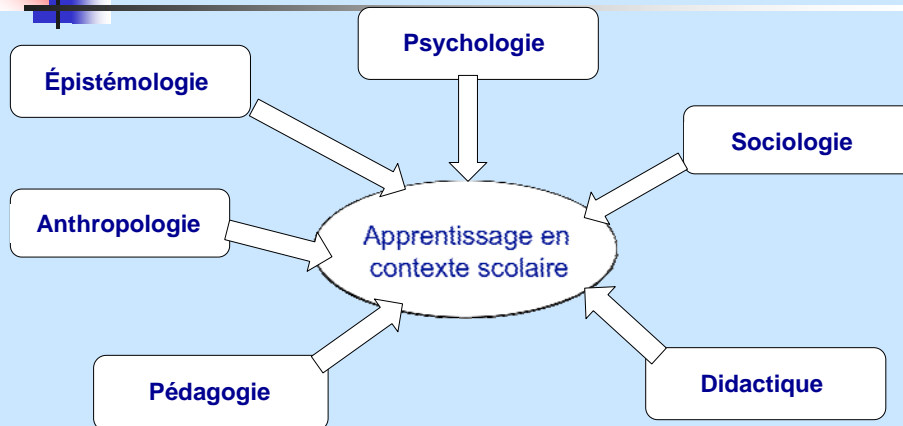 Psychologie
Épistémologie
Sociologie
Anthropologie
Apprentissage en
contexte scolaire
Pédagogie
Didactique